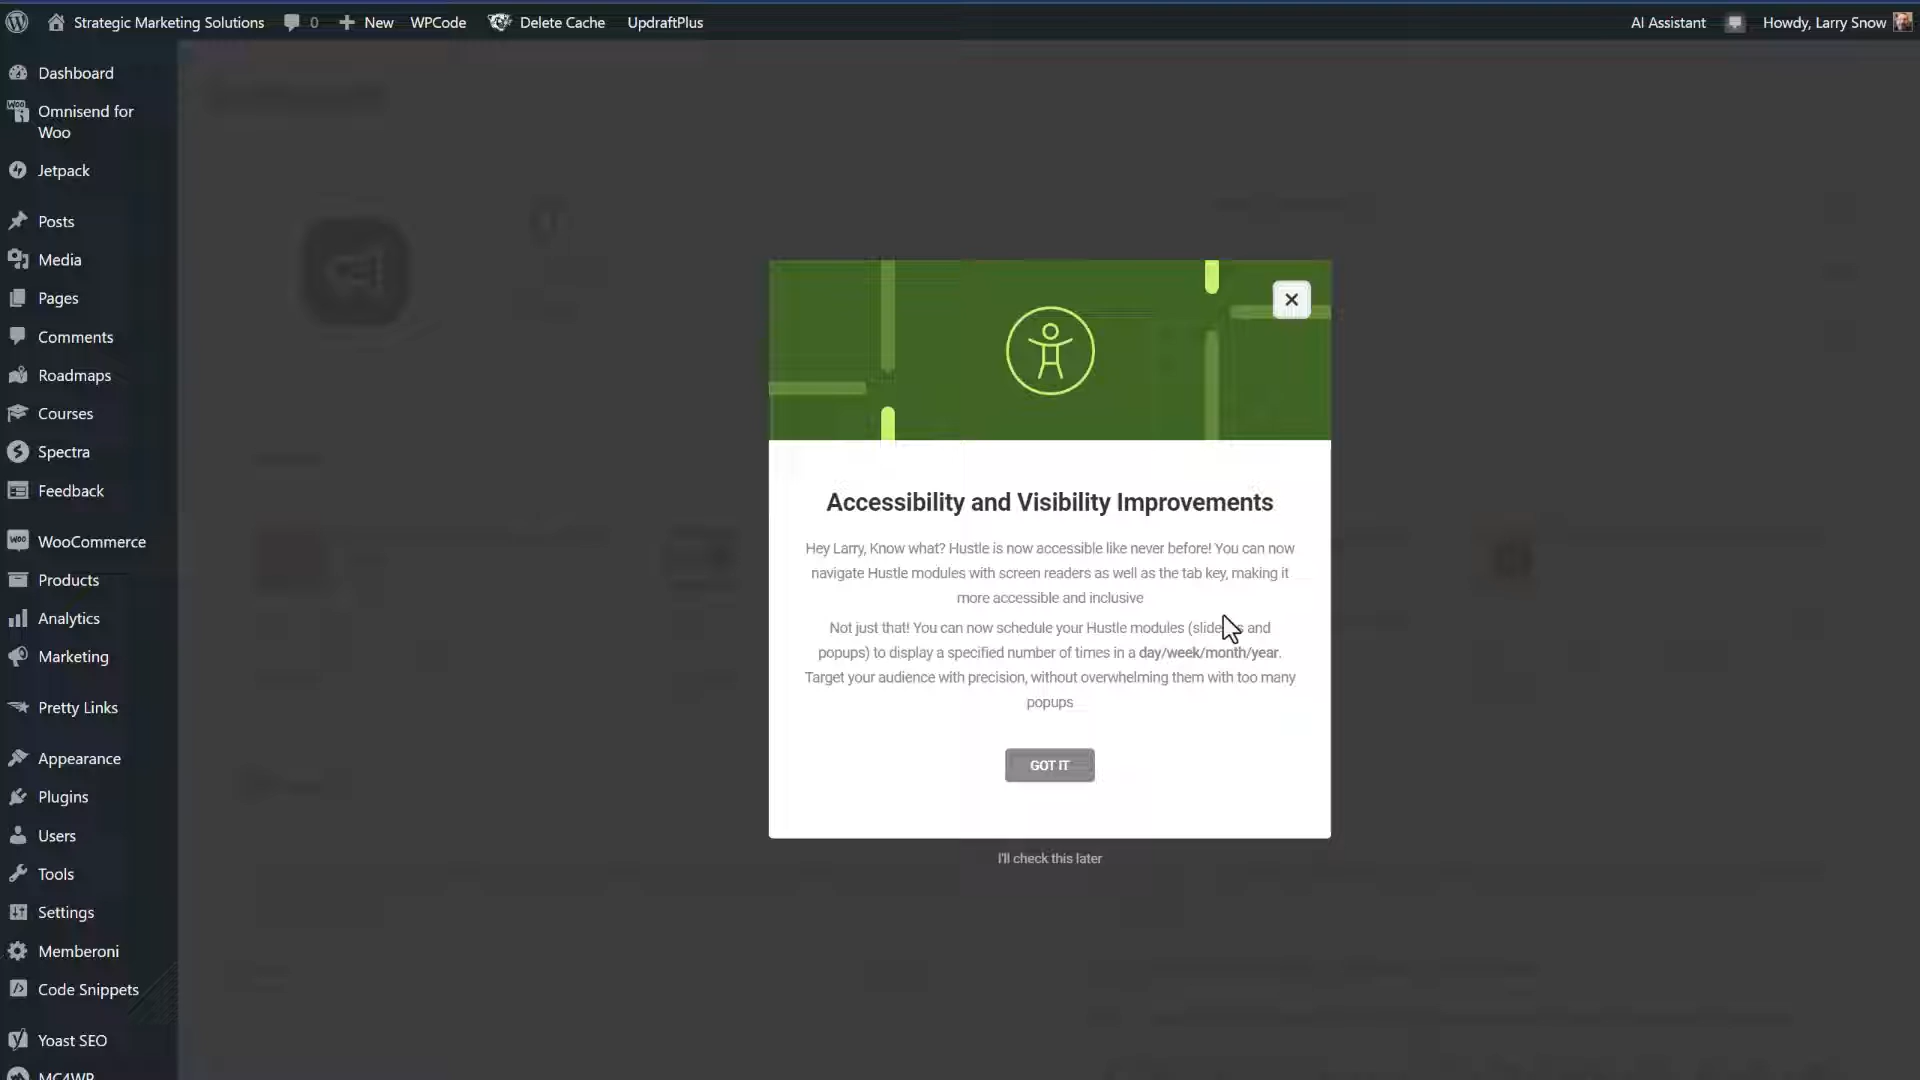 Strategic Marketing Solutions 0 New WPCode Delete Cache UpdraftPlus AI Assistant Howdy, Larry Snow
Dashboard
Omnisend for
Woo
Jetpack
Posts
Media
Pages
Comments
Roadmaps
Courses
Spectra
Feedback
WooCommerce
Products
Analytics
Marketing
Pretty Links
Appearance
Plugins
Users
Tools
Settings
Memberoni
Code Snippets
Yoast SEO
MC4WP
Accessibility and Visibility Improvements
Hey Larry, Know what? Hustle is now accessible like never before! You can now
navigate Hustle modules with screen readers as well as the tab key, making it
more accessible and inclusive
Not just that! You can now schedule your Hustle modules (slide-ins and
popups) to display a specified number of times in a day/week/month/year.
Target your audience with precision, without overwhelming them with too many
popups
GOT IT
I'll check this later